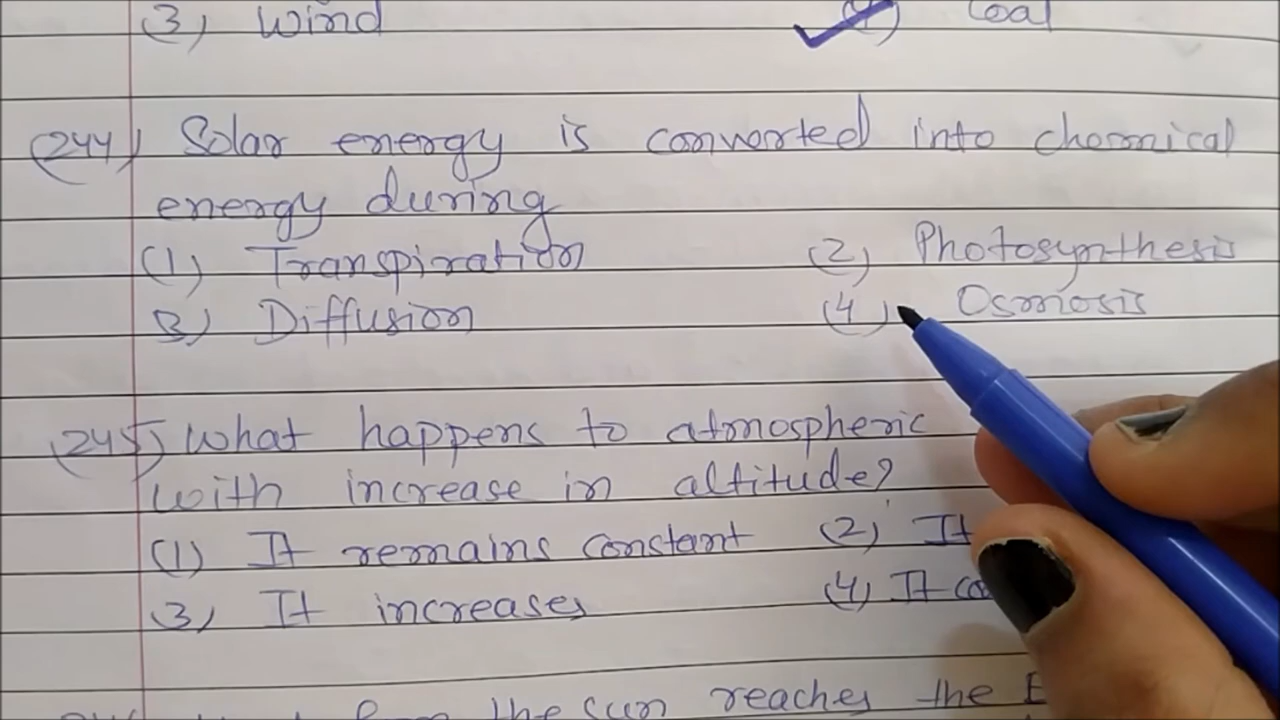 (3) Wind (4) Coal
(244) Solar energy is converted into chemical
energy during
(1) Transpiration (2) Photosynthesis
(3) Diffusion (4) Osmosis
(245) What happens to atmospheric
with increase in altitude?
(1) It remains constant (2) It
(3) It increases (4) It
the sun reaches the